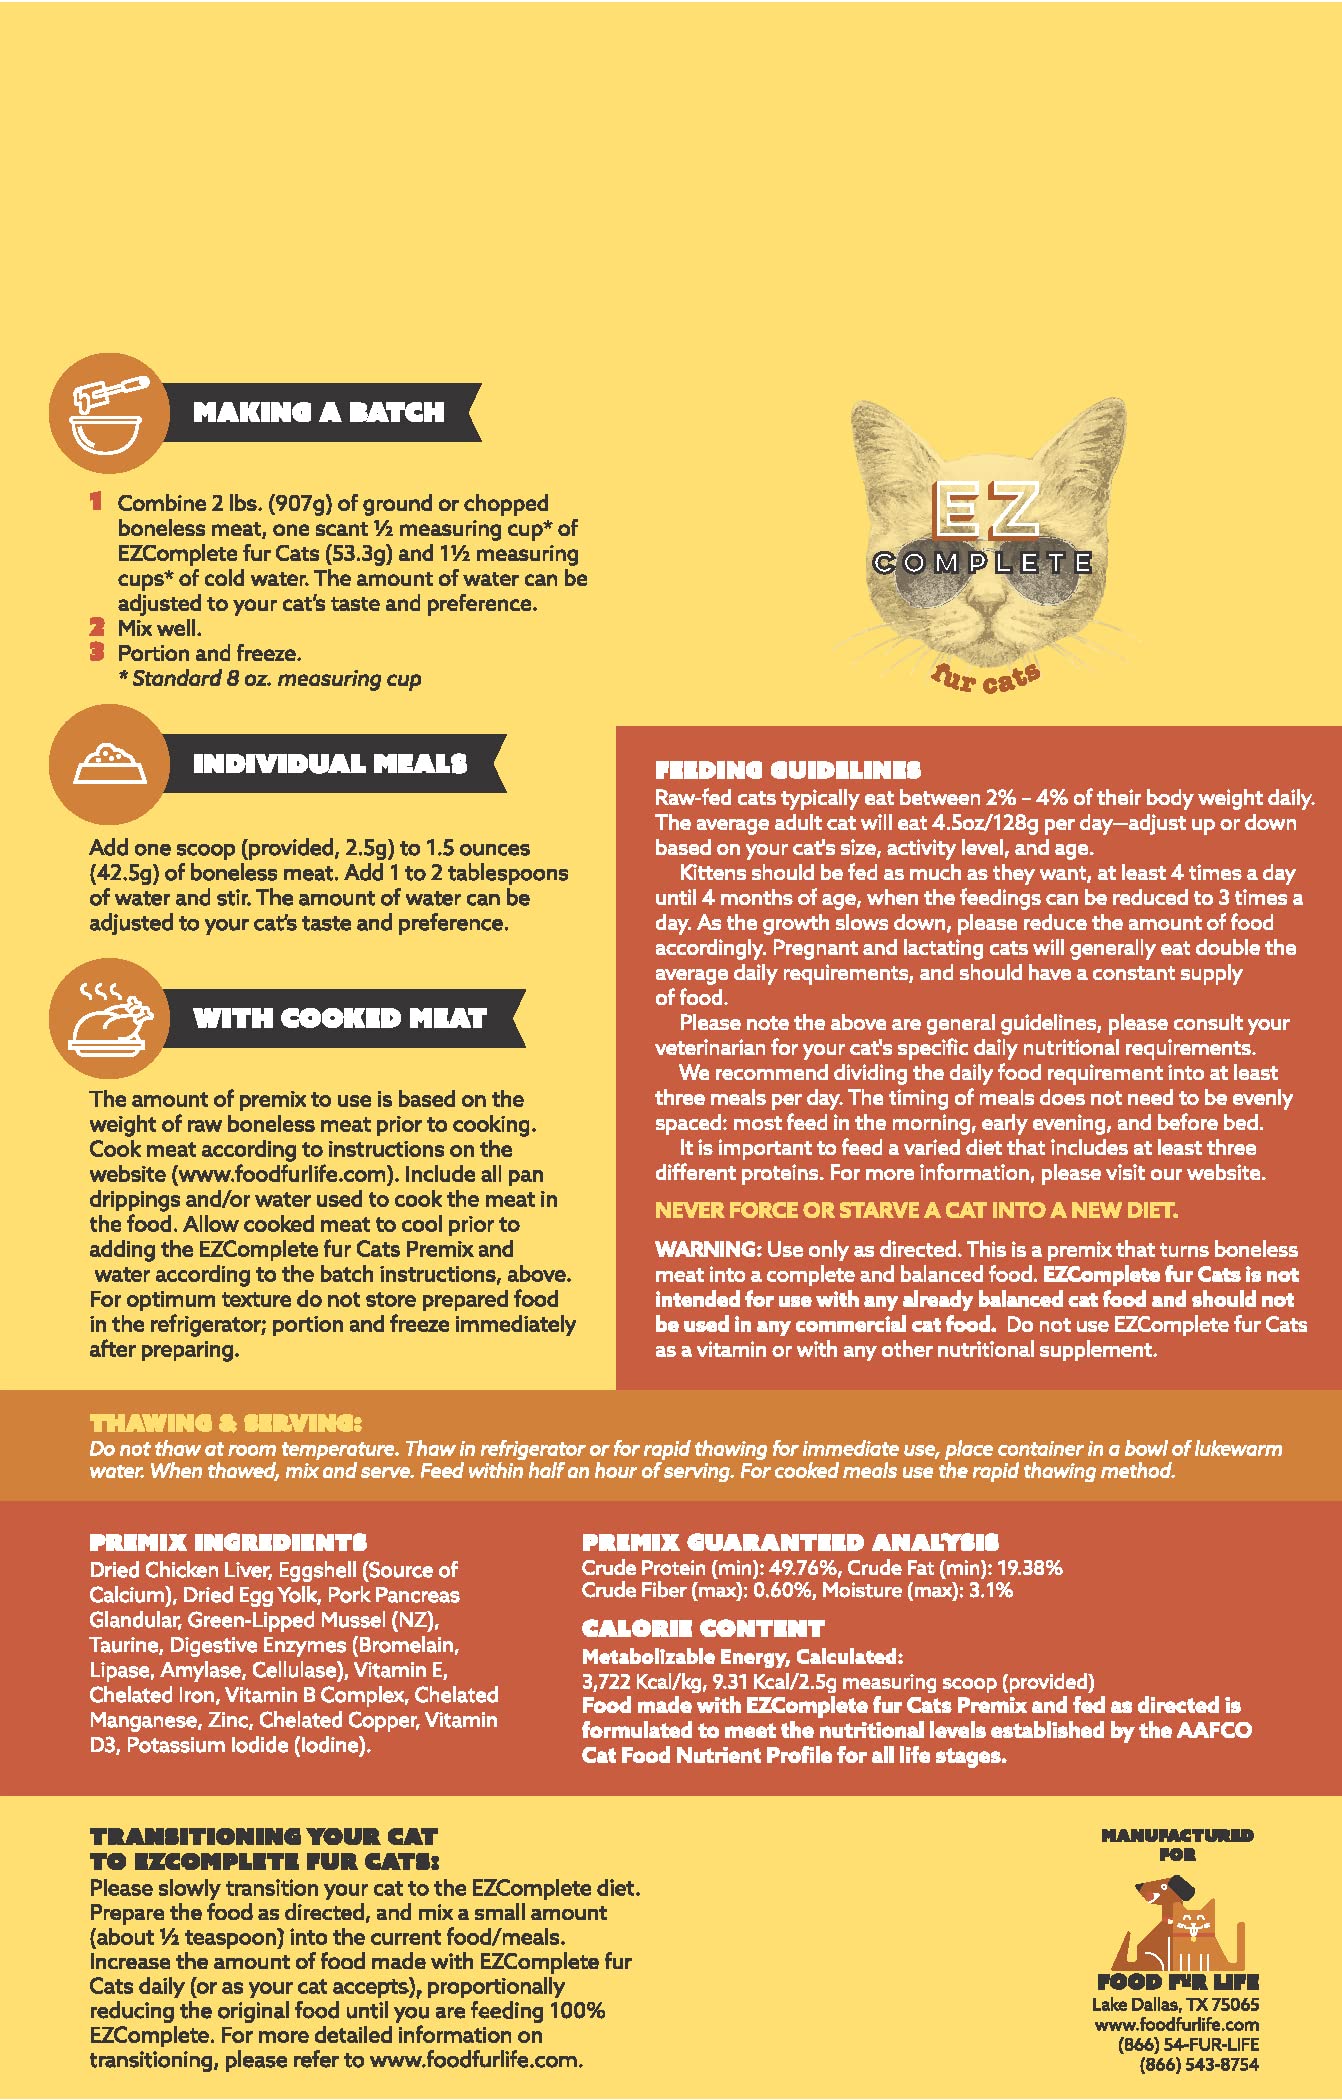 MAKING A BATCH
1 Combine 2 lbs. (907g) of ground or chopped
boneless meat, one scant ½ measuring cup* of
EZComplete fur Cats (53.3g) and 1½ measuring
cups* of cold water. The amount of water can be
adjusted to your cat’s taste and preference.
2 Mix well.
3 Portion and freeze.
* Standard 8 oz. measuring cup
INDIVIDUAL MEALS
Add one scoop (provided, 2.5g) to 1.5 ounces
(42.5g) of boneless meat. Add 1 to 2 tablespoons
of water and stir. The amount of water can be
adjusted to your cat’s taste and preference.
WITH COOKED MEAT
The amount of premix to use is based on the
weight of raw boneless meat prior to cooking.
Cook meat according to instructions on the
website (www.foodfurlife.com). Include all pan
drippings and/or water used to cook the meat in
the food. Allow cooked meat to cool prior to
adding the EZComplete fur Cats Premix and
water according to the batch instructions, above.
For optimum texture do not store prepared food
in the refrigerator; portion and freeze immediately
after preparing.
EZ
COMPLETE
fur cats
FEEDING GUIDELINES
Raw-fed cats typically eat between 2% – 4% of their body weight daily.
The average adult cat will eat 4.5oz/128g per day—adjust up or down
based on your cat's size, activity level, and age.
Kittens should be fed as much as they want, at least 4 times a day
until 4 months of age, when the feedings can be reduced to 3 times a
day. As the growth slows down, please reduce the amount of food
accordingly. Pregnant and lactating cats will generally eat double the
average daily requirements, and should have a constant supply
of food.
Please note the above are general guidelines, please consult your
veterinarian for your cat's specific daily nutritional requirements.
We recommend dividing the daily food requirement into at least
three meals per day. The timing of meals does not need to be evenly
spaced: most feed in the morning, early evening, and before bed.
It is important to feed a varied diet that includes at least three
different proteins. For more information, please visit our website.
NEVER FORCE OR STARVE A CAT INTO A NEW DIET.
WARNING: Use only as directed. This is a premix that turns boneless
meat into a complete and balanced food. EZComplete fur Cats is not
intended for use with any already balanced cat food and should not
be used in any commercial cat food. Do not use EZComplete fur Cats
as a vitamin or with any other nutritional supplement.
THAWING & SERVING:
Do not thaw at room temperature. Thaw in refrigerator or for rapid thawing for immediate use, place container in a bowl of lukewarm
water. When thawed, mix and serve. Feed within half an hour of serving. For cooked meals use the rapid thawing method.
PREMIX INGREDIENTS
Dried Chicken Liver, Eggshell (Source of
Calcium), Dried Egg Yolk, Pork Pancreas
Glandular, Green-Lipped Mussel (NZ),
Taurine, Digestive Enzymes (Bromelain,
Lipase, Amylase, Cellulase), Vitamin E,
Chelated Iron, Vitamin B Complex, Chelated
Manganese, Zinc, Chelated Copper, Vitamin
D3, Potassium Iodide (Iodine).
PREMIX GUARANTEED ANALYSIS
Crude Protein (min): 49.76%, Crude Fat (min): 19.38%
Crude Fiber (max): 0.60%, Moisture (max): 3.1%
CALORIE CONTENT
Metabolizable Energy, Calculated:
3,722 Kcal/kg, 9.31 Kcal/2.5g measuring scoop (provided)
Food made with EZComplete fur Cats Premix and fed as directed is
formulated to meet the nutritional levels established by the AAFCO
Cat Food Nutrient Profile for all life stages.
TRANSITIONING YOUR CAT
TO EZCOMPLETE FUR CATS:
Please slowly transition your cat to the EZComplete diet.
Prepare the food as directed, and mix a small amount
(about ½ teaspoon) into the current food/meals.
Increase the amount of food made with EZComplete fur
Cats daily (or as your cat accepts), proportionally
reducing the original food until you are feeding 100%
EZComplete. For more detailed information on
transitioning, please refer to www.foodfurlife.com.
MANUFACTURED
FOR
FOOD FUR LIFE
Lake Dallas, TX 75065
www.foodfurlife.com
(866) 54-FUR-LIFE
(866) 543-8754